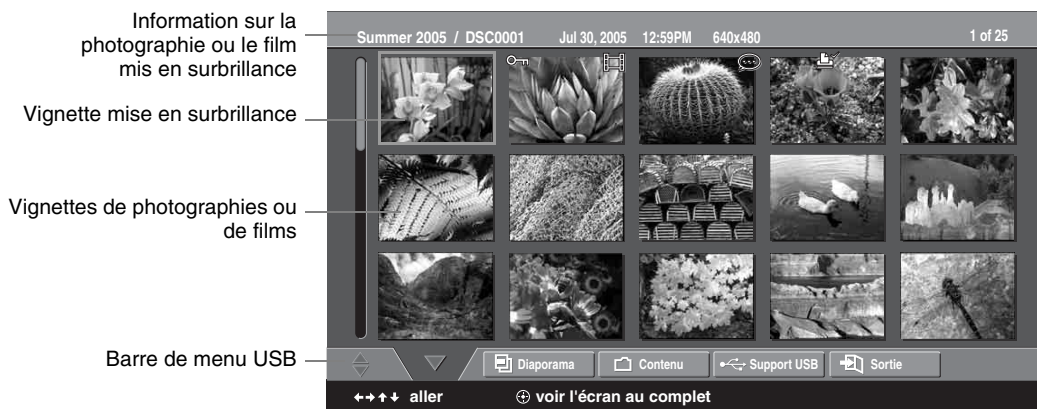 Information sur la
photographie ou le film
mis en surbrillance
Vignette mise en surbrillance
Vignettes de photographies ou
de films
Barre de menu USB
Summer 2005 / DSC0001 Jul 30, 2005 12:59PM 640x480 1 of 25
Diaporama Contenu Support USB Sortie
aller voir l'écran au complet